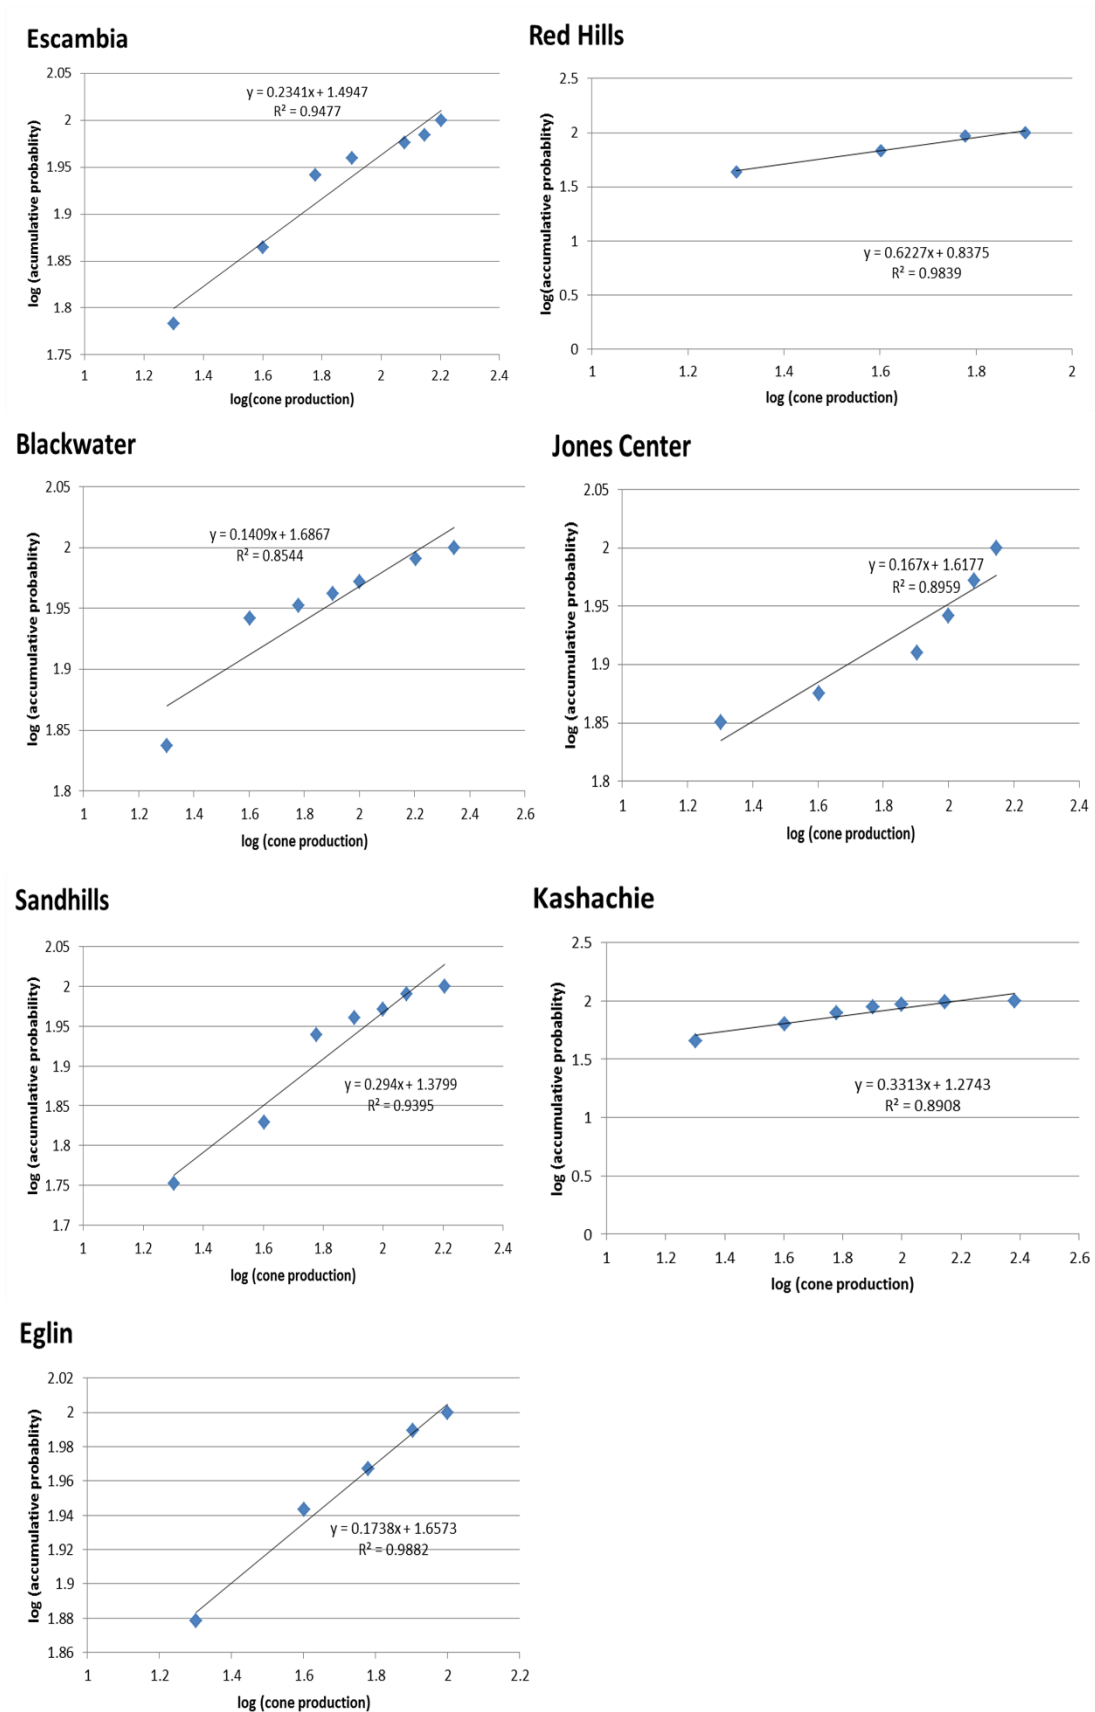 Escambia
2.05
2
1.95
1.9
1.85
1.8
1.75
log (acumulative probablity)
y = 0.2341x + 1.4947
R² = 0.9477
1 1.2 1.4 1.6 1.8 2 2.2 2.4
log(cone production)
Red Hills
2.5
2
1.5
1
0.5
0
log(accumulative probablity)
y = 0.6227x + 0.8375
R² = 0.9839
1 1.2 1.4 1.6 1.8 2
log (cone production)
Blackwater
2.05
2
1.95
1.9
1.85
1.8
log (accumulative probablity)
y = 0.1409x + 1.6867
R² = 0.8544
1 1.2 1.4 1.6 1.8 2 2.2 2.4 2.6
log (cone production)
Jones Center
2.05
2
1.95
1.9
1.85
1.8
log (accumulative probablity)
y = 0.167x + 1.6177
R² = 0.8959
1 1.2 1.4 1.6 1.8 2 2.2 2.4
log (cone production)
Sandhills
2.05
2
1.95
1.9
1.85
1.8
1.75
1.7
log (accumulative probability)
y = 0.294x + 1.3799
R² = 0.9395
1 1.2 1.4 1.6 1.8 2 2.2 2.4
log (cone production)
Kashachie
2.5
2
1.5
1
0.5
0
log (accumulative probablity)
y = 0.3313x + 1.2743
R² = 0.8908
1 1.2 1.4 1.6 1.8 2 2.2 2.4 2.6
log (cone production)
Eglin
2.02
2
1.98
1.96
1.94
1.92
1.9
1.88
1.86
log (accumulative probablity)
y = 0.1738x + 1.6573
R² = 0.9882
1 1.2 1.4 1.6 1.8 2 2.2
log (cone production)